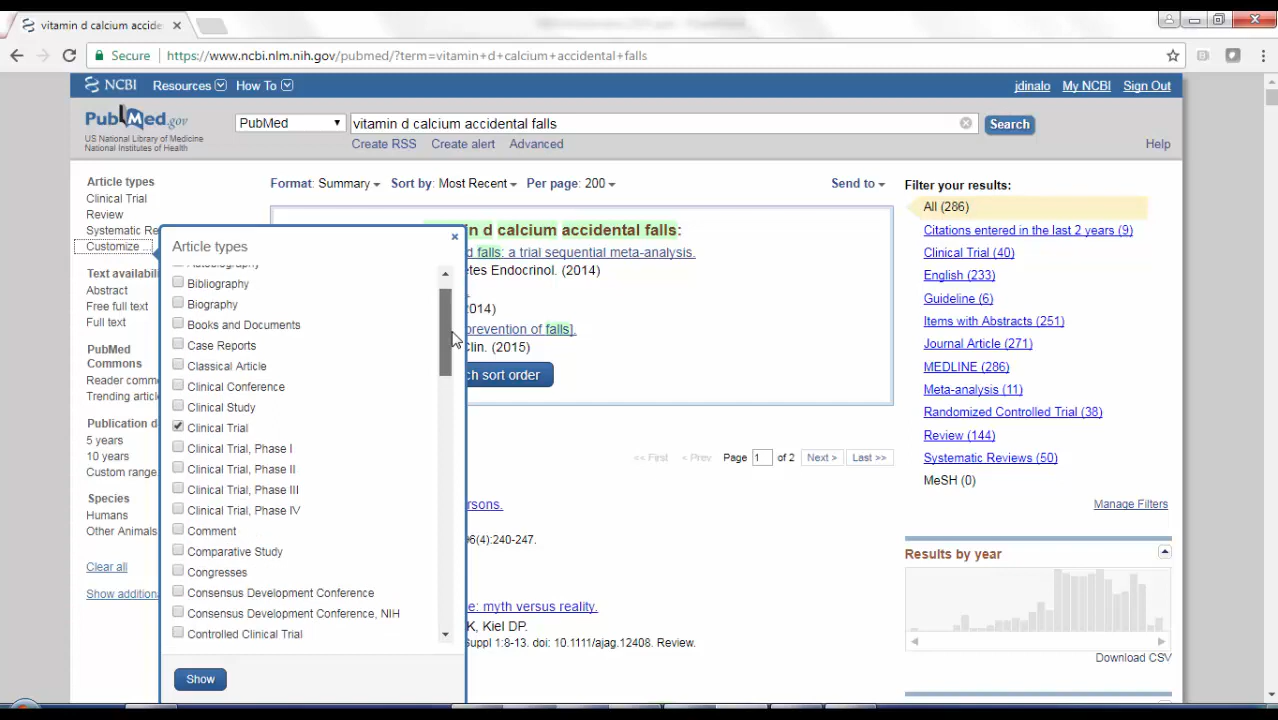 vitamin d calcium accide
Secure
https://www.ncbi.nlm.nih.gov/pubmed/?term=vitamin+d+calcium+accidental+falls
NCBI
Resources
How To
jdinalo
My NCBI
Sign Out
PubMed.gov
US National Library of Medicine
National Institutes of Health
PubMed
vitamin d calcium accidental falls
Search
Create RSS
Create alert
Advanced
Help
Article types
Clinical Trial
Review
Systematic Re
Customize ...
Text availabili
Abstract
Free full text
Full text
PubMed
Commons
Reader comme
Trending article
Publication d
5 years
10 years
Custom range
Species
Humans
Other Animals
Clear all
Show additiona
Format: Summary
Sort by: Most Recent
Per page: 200
Send to
n d calcium accidental falls:
d falls: a trial sequential meta-analysis.
etes Endocrinol. (2014)
2014)
prevention of falls].
Clin. (2015)
ch sort order
<< First
< Prev
Page 1 of 2
Next >
Last >>
rsons.
96(4):240-247.
e: myth versus reality.
K, Kiel DP.
Suppl 1:8-13. doi: 10.1111/ajag.12408. Review.
Article types
Autobiography
Bibliography
Biography
Books and Documents
Case Reports
Classical Article
Clinical Conference
Clinical Study
Clinical Trial
Clinical Trial, Phase I
Clinical Trial, Phase II
Clinical Trial, Phase III
Clinical Trial, Phase IV
Comment
Comparative Study
Congresses
Consensus Development Conference
Consensus Development Conference, NIH
Controlled Clinical Trial
Show
Filter your results:
All (286)
Citations entered in the last 2 years (9)
Clinical Trial (40)
English (233)
Guideline (6)
Items with Abstracts (251)
Journal Article (271)
MEDLINE (286)
Meta-analysis (11)
Randomized Controlled Trial (38)
Review (144)
Systematic Reviews (50)
MeSH (0)
Manage Filters
Results by year
Download CSV